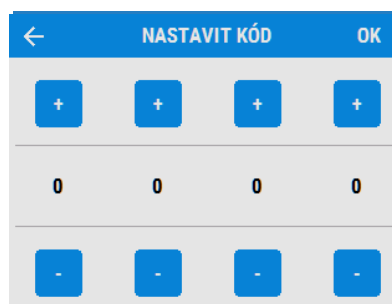 ← NASTAVIT KÓD OK
+ + + +
0 0 0 0
- - - -